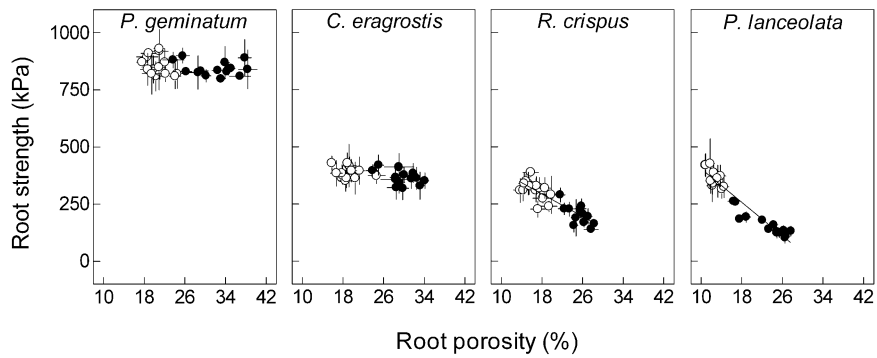 P. geminatum C. eragrostis R. crispus P. lanceolata
Root strength (kPa)
1000
750
500
250
0
10 18 26 34 42 10 18 26 34 42 10 18 26 34 42 10 18 26 34 42
Root porosity (%)